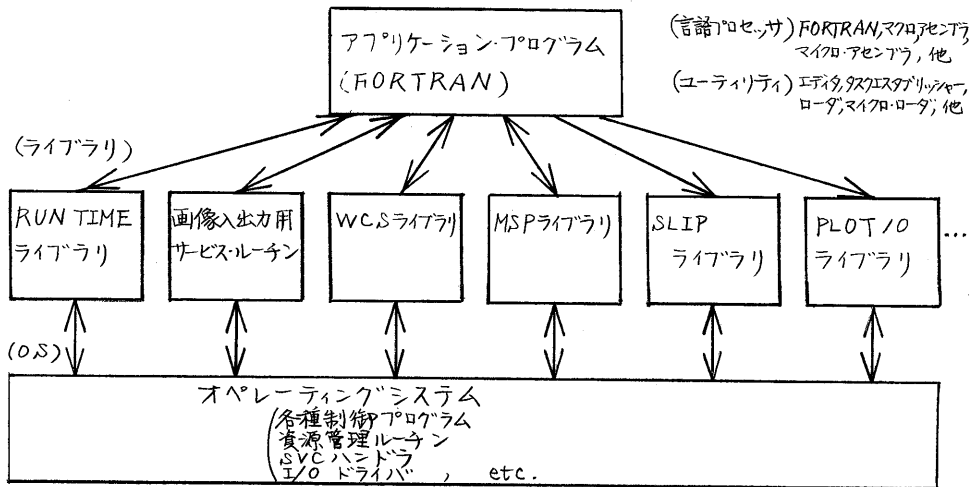 アプリケーション・プログラム
(FORTRAN)
(言語プロセッサ) FORTRAN,マクロアセンブラ,
マイクロ・アセンブラ, 他
(ユーティリティ) エディタ,タスクエスタブリッシャー,
ローダ,マイクロ・ローダ, 他
(ライブラリ)
RUN TIME
ライブラリ
画像入出力用
サービス・ルーチン
WCSライブラリ
MSPライブラリ
SLIP
ライブラリ
PLOT10
ライブラリ
...
(OS)
オペレーティングシステム
(各種制御プログラム
資源管理ルーチン
SVCハンドラ
I/O ドライバ , etc.